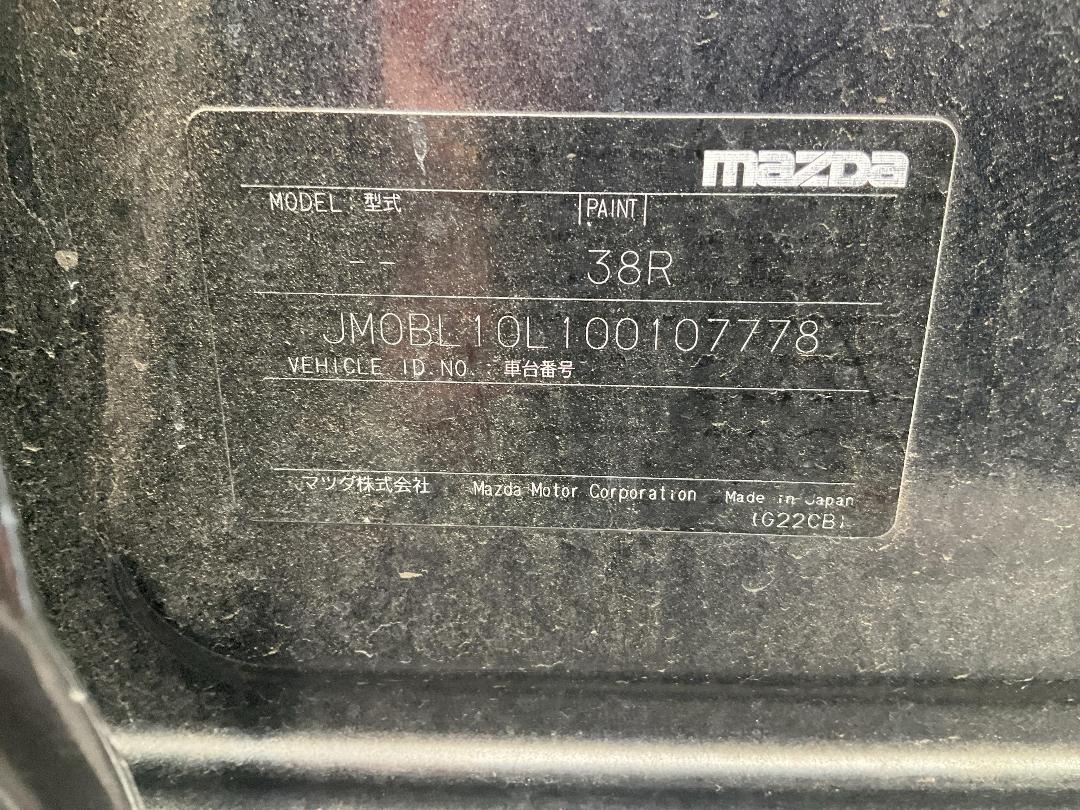 mazda
MODEL : 型式 |PAINT|
-- 38R
JM0BL10L100107778
VEHICLE ID NO. : 車台番号
マツダ株式会社 Mazda Motor Corporation Made in Japan
(G22CB)